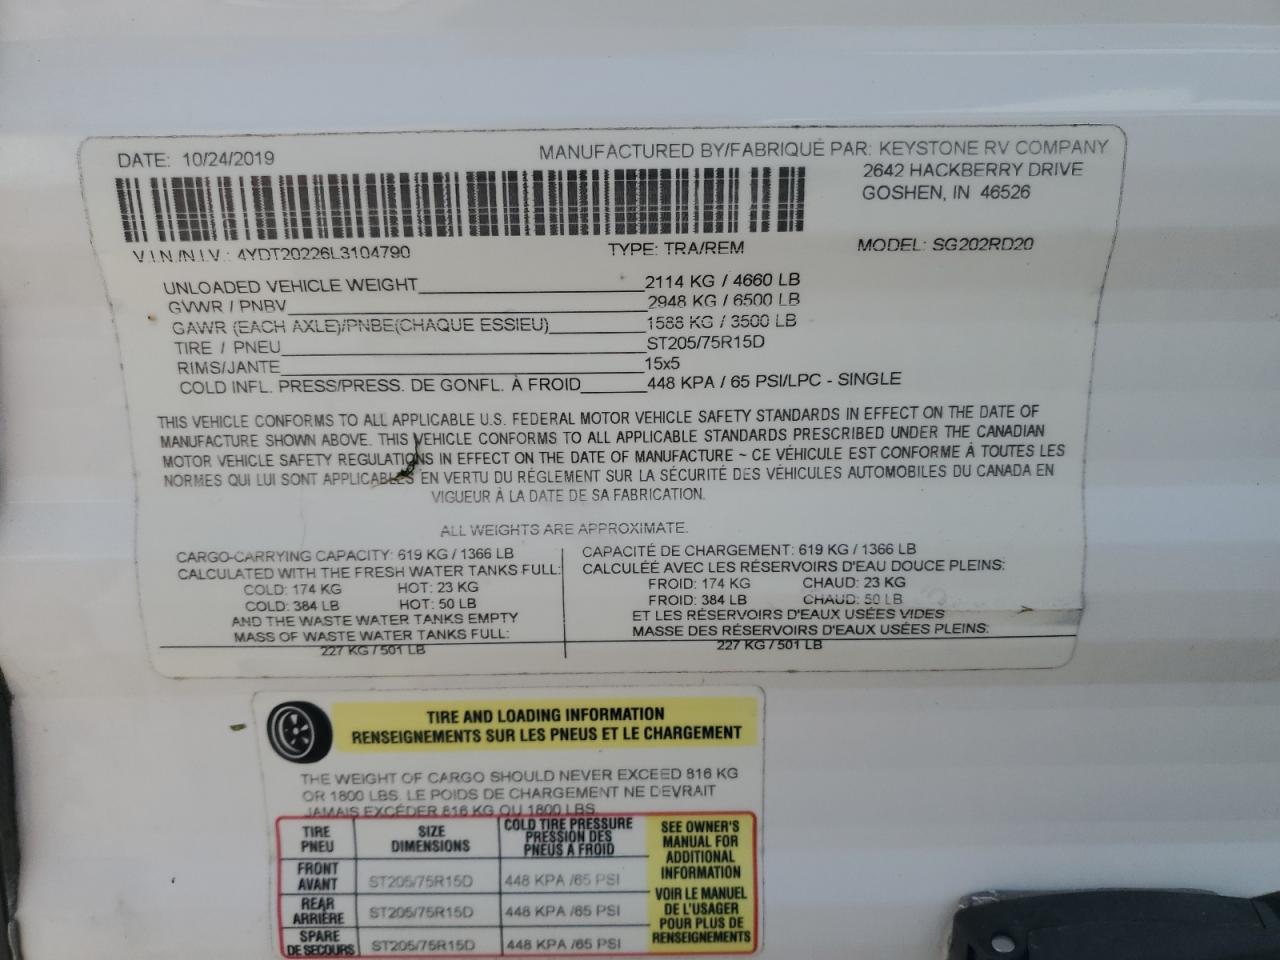 DATE: 10/24/2019
MANUFACTURED BY/FABRIQUÉ PAR: KEYSTONE RV COMPANY
2642 HACKBERRY DRIVE
GOSHEN, IN 46526
V.I.N./N.I.V.: 4YDT20226L3104790 TYPE: TRA/REM MODEL: SG202RD20
UNLOADED VEHICLE WEIGHT 2114 KG / 4660 LB
GVWR / PNBV 2948 KG / 6500 LB
GAWR (EACH AXLE)/PNBE(CHAQUE ESSIEU) 1588 KG / 3500 LB
TIRE / PNEU ST205/75R15D
RIMS/JANTE 15x5
COLD INFL. PRESS/PRESS. DE GONFL. À FROID 448 KPA / 65 PSI/LPC - SINGLE
THIS VEHICLE CONFORMS TO ALL APPLICABLE U.S. FEDERAL MOTOR VEHICLE SAFETY STANDARDS IN EFFECT ON THE DATE OF
MANUFACTURE SHOWN ABOVE. THIS VEHICLE CONFORMS TO ALL APPLICABLE STANDARDS PRESCRIBED UNDER THE CANADIAN
MOTOR VEHICLE SAFETY REGULATIONS IN EFFECT ON THE DATE OF MANUFACTURE ~ CE VÉHICULE EST CONFORME À TOUTES LES
NORMES QUI LUI SONT APPLICABLES EN VERTU DU RÉGLEMENT SUR LA SÉCURITÉ DES VÉHICULES AUTOMOBILES DU CANADA EN
VIGUEUR À LA DATE DE SA FABRICATION.
ALL WEIGHTS ARE APPROXIMATE.
CARGO-CARRYING CAPACITY: 619 KG / 1366 LB
CALCULATED WITH THE FRESH WATER TANKS FULL:
COLD: 174 KG HOT: 23 KG
COLD: 384 LB HOT: 50 LB
AND THE WASTE WATER TANKS EMPTY
MASS OF WASTE WATER TANKS FULL:
227 KG / 501 LB
CAPACITÉ DE CHARGEMENT: 619 KG / 1366 LB
CALCULÉE AVEC LES RÉSERVOIRS D'EAU DOUCE PLEINS:
FROID: 174 KG CHAUD: 23 KG
FROID: 384 LB CHAUD: 50 LB
ET LES RÉSERVOIRS D'EAUX USÉES VIDES
MASSE DES RÉSERVOIRS D'EAUX USÉES PLEINS:
227 KG / 501 LB
TIRE AND LOADING INFORMATION
RENSEIGNEMENTS SUR LES PNEUS ET LE CHARGEMENT
THE WEIGHT OF CARGO SHOULD NEVER EXCEED 816 KG
OR 1800 LBS. LE POIDS DE CHARGEMENT NE DEVRAIT
JAMAIS EXCÉDER 816 KG OU 1800 LBS
TIRE
PNEU
SIZE
DIMENSIONS
COLD TIRE PRESSURE
PRESSION DES
PNEUS A FROID
FRONT
AVANT
ST205/75R15D 448 KPA /65 PSI
REAR
ARRIÈRE
ST205/75R15D 448 KPA /65 PSI
SPARE
DE SECOURS
ST205/75R15D 448 KPA /65 PSI
SEE OWNER'S
MANUAL FOR
ADDITIONAL
INFORMATION
VOIR LE MANUEL
DE L'USAGER
POUR PLUS DE
RENSEIGNEMENTS